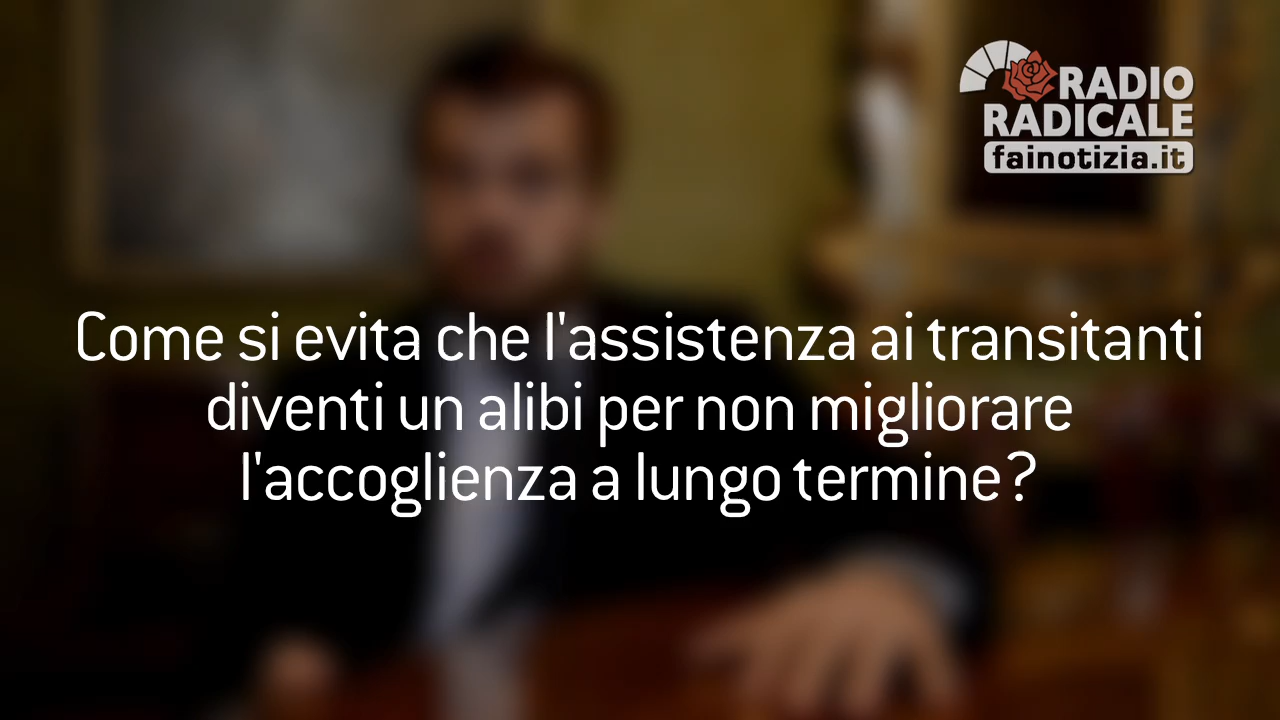 RADIO
RADICALE
fainotizia.it
Come si evita che l'assistenza ai transitanti
diventi un alibi per non migliorare
l'accoglienza a lungo termine?